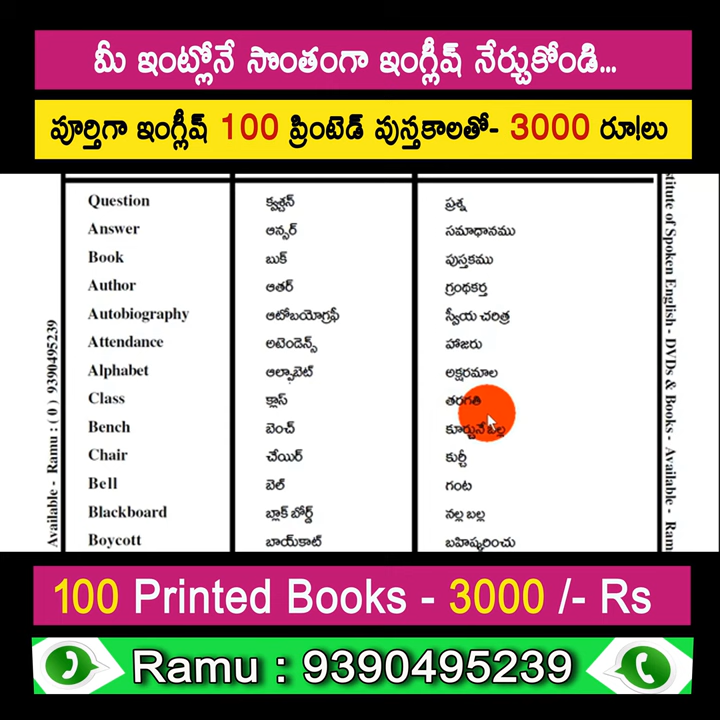 మీ ఇంట్లోనే సొంతంగా ఇంగ్లీష్ నేర్చుకోండి...
పూర్తిగా ఇంగ్లీష్ 100 ప్రింటెడ్ పుస్తకాలతో- 3000 రూ!లు
Question క్వశ్చన్ ప్రశ్న
Answer ఆన్సర్ సమాధానము
Book బుక్ పుస్తకము
Author ఆతర్ గ్రంథకర్త
Autobiography ఆటోబయోగ్రఫీ స్వీయ చరిత్ర
Attendance అటెండెన్స్ హాజరు
Alphabet ఆల్ఫాబెట్ అక్షరమాల
Class క్లాస్ తరగతి
Bench బెంచ్ కూర్చునే బల్ల
Chair చేయిర్ కుర్చీ
Bell బెల్ గంట
Blackboard బ్లాక్ బోర్డ్ నల్ల బల్ల
Boycott బాయ్‌కాట్ బహిష్కరించు
Available - Ramu : ( 0 ) 9390495239
stitute of Spoken English - DVDs & Books - Available - Ram
100 Printed Books - 3000 /- Rs
Ramu : 9390495239